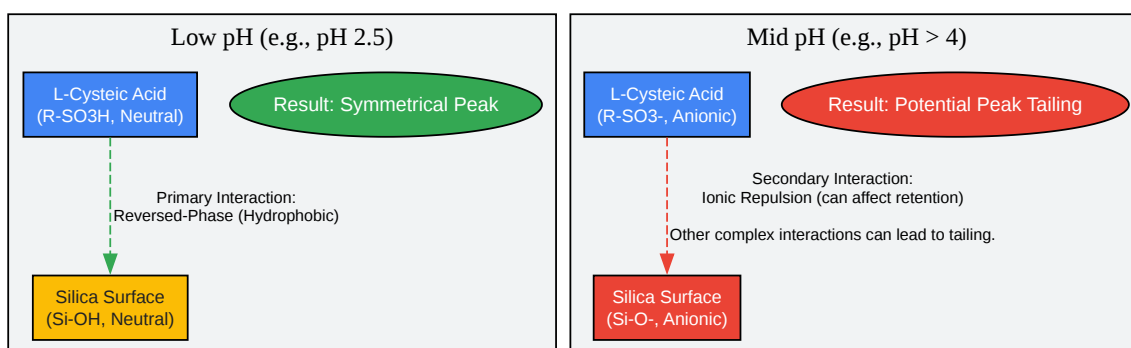 Low pH (e.g., pH 2.5)
L-Cysteic Acid
(R-SO3H, Neutral)
Result: Symmetrical Peak
Primary Interaction:
Reversed-Phase (Hydrophobic)
Silica Surface
(Si-OH, Neutral)
Mid pH (e.g., pH > 4)
L-Cysteic Acid
(R-SO3-, Anionic)
Result: Potential Peak Tailing
Secondary Interaction:
Ionic Repulsion (can affect retention)
Other complex interactions can lead to tailing.
Silica Surface
(Si-O-, Anionic)